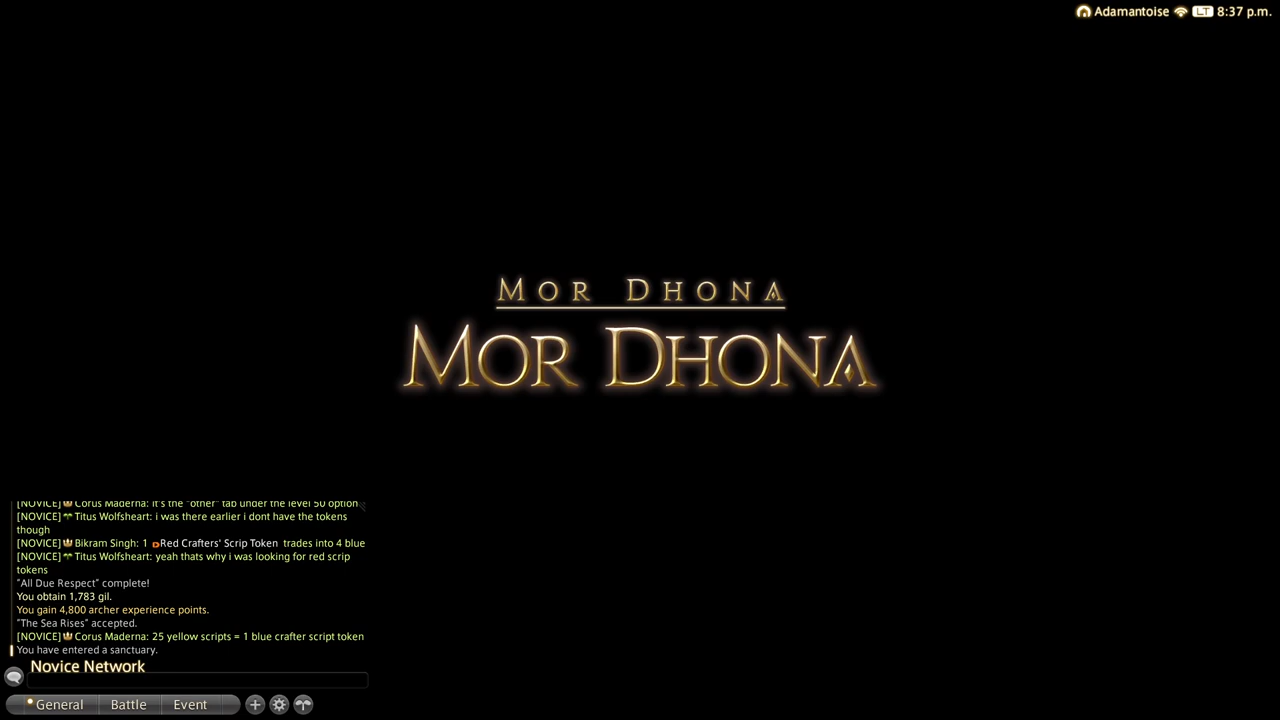 Adamantoise LT 8:37 p.m.
MOR DHONA
MOR DHONA
[NOVICE] Corus Maderna: it's the "other" tab under the level 50 option
[NOVICE] Titus Wolfsheart: i was there earlier i dont have the tokens
though
[NOVICE] Bikram Singh: 1 Red Crafters' Scrip Token trades into 4 blue
[NOVICE] Titus Wolfsheart: yeah thats why i was looking for red scrip
tokens
"All Due Respect" complete!
You obtain 1,783 gil.
You gain 4,800 archer experience points.
"The Sea Rises" accepted.
[NOVICE] Corus Maderna: 25 yellow scripts = 1 blue crafter script token
You have entered a sanctuary.
Novice Network
General Battle Event